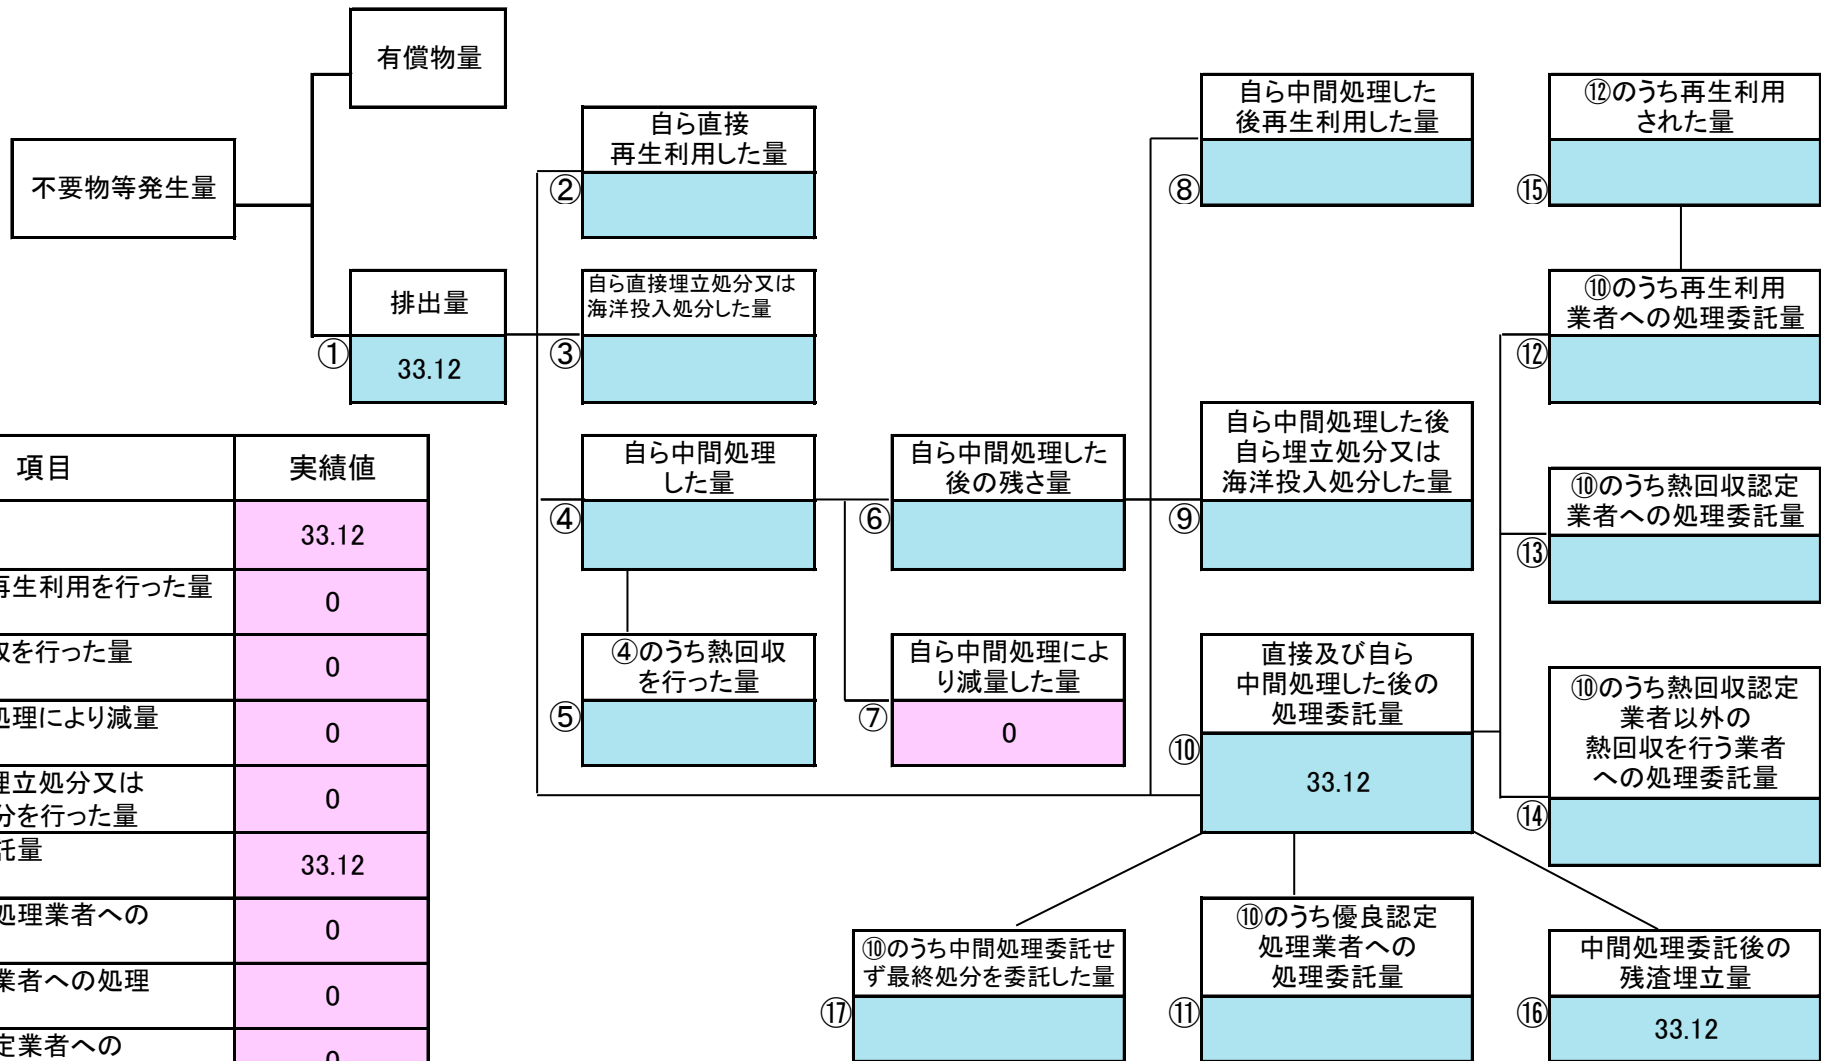 有償物量
不要物等発生量
排出量
①
33.12
自ら直接
再生利用した量
②
自ら直接埋立処分又は
海洋投入処分した量
③
自ら中間処理
した量
④
④のうち熱回収
を行った量
⑤
自ら中間処理した
後の残さ量
⑥
自ら中間処理によ
り減量した量
⑦
0
自ら中間処理した
後再生利用した量
⑧
自ら中間処理した後
自ら埋立処分又は
海洋投入処分した量
⑨
直接及び自ら
中間処理した後の
処理委託量
⑩
33.12
⑫のうち再生利用
された量
⑮
⑩のうち再生利用
業者への処理委託量
⑫
⑩のうち熱回収認定
業者への処理委託量
⑬
⑩のうち熱回収認定
業者以外の
熱回収を行う業者
への処理委託量
⑭
⑩のうち中間処理委託せ
ず最終処分を委託した量
⑰
⑩のうち優良認定
処理業者への
処理委託量
⑪
中間処理委託後の
残渣埋立量
⑯
33.12
項目 実績値
33.12
再生利用を行った量
0
を行った量
0
処理により減量
0
埋立処分又は
分を行った量
0
託量
33.12
処理業者への
0
業者への処理
0
定業者への
0